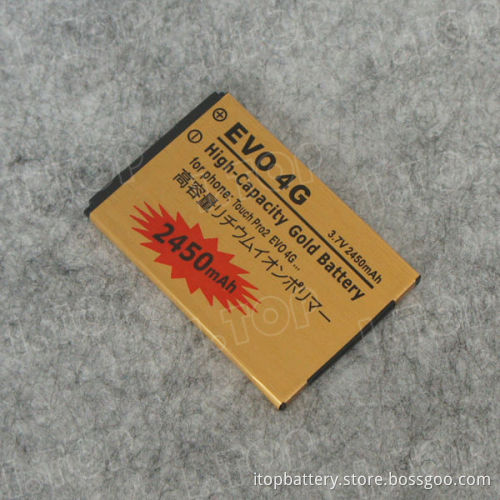 ⊕ ⊖
EVO 4G
High-Capacity Gold Battery
3.7V 2450mAh
for phone: Touch Pro2 EVO 4G ...
高容量リチウムイオンポリマー
2450mAh
itopbattery.store.bossgoo.com